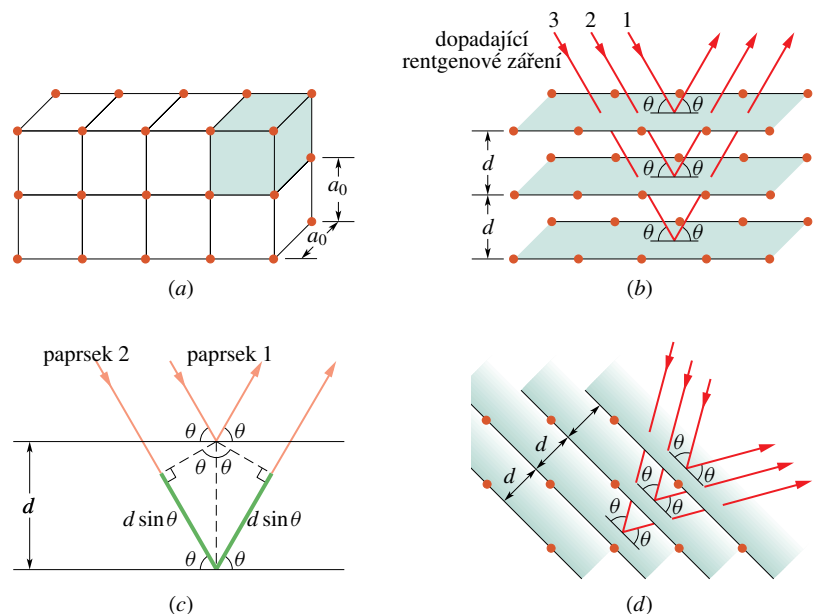 a₀
a₀
(a)
3 2 1
dopadající
rentgenové záření
θ θ
d
θ θ
d
θ θ
(b)
paprsek 2 paprsek 1
θ θ
θ θ
d
d sin θ d sin θ
θ θ
(c)
d
d
θ
θ
θ
θ
θ
θ
(d)